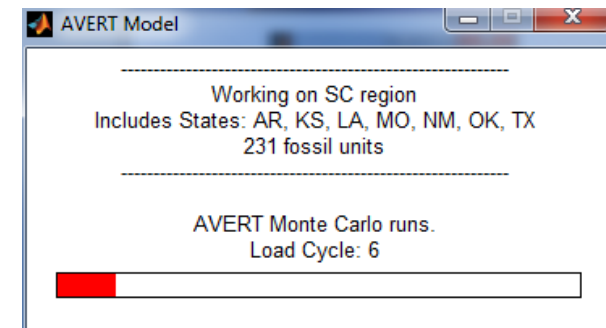 AVERT Model
------------------------------------------------------------
Working on SC region
Includes States: AR, KS, LA, MO, NM, OK, TX
231 fossil units
------------------------------------------------------------
AVERT Monte Carlo runs.
Load Cycle: 6